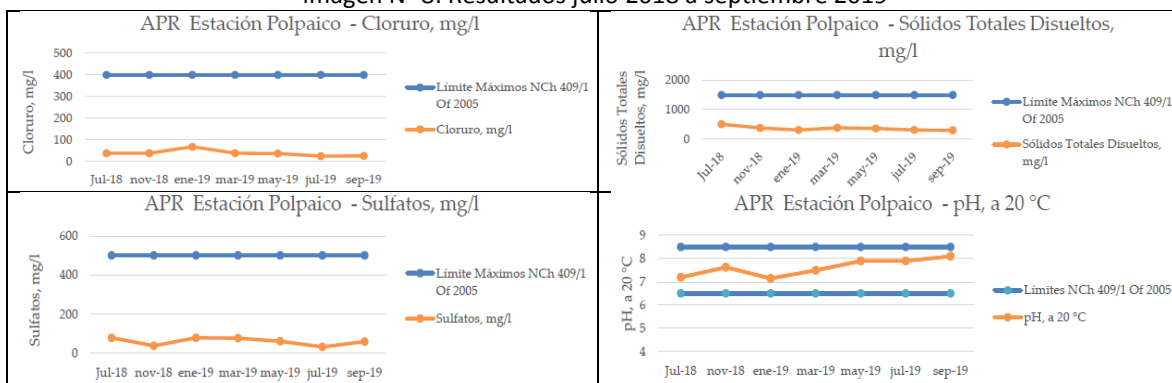 APR Estación Polpaico - Cloruro, mg/l
Cloruro, mg/l
500
400
300
200
100
0
Jul-18 nov-18 ene-19 mar-19 may-19 jul-19 sep-19
Límite Máximos NCh 409/1
Of 2005
Cloruro, mg/l
APR Estación Polpaico - Sólidos Totales Disueltos,
mg/l
Sólidos Totales
Disueltos, mg/l
2000
1000
0
Jul-18 nov-18 ene-19 mar-19 may-19 jul-19 sep-19
Límite Máximos NCh 409/1
Of 2005
Sólidos Totales Disueltos,
mg/l
APR Estación Polpaico - Sulfatos, mg/l
Sulfatos, mg/l
600
400
200
0
Jul-18 nov-18 ene-19 mar-19 may-19 jul-19 sep-19
Límite Máximos NCh 409/1
Of 2005
Sulfatos, mg/l
APR Estación Polpaico - pH, a 20 °C
pH, a 20 °C
9
8
7
6
5
4
Jul-18 nov-18 ene-19 mar-19 may-19 jul-19 sep-19
Límites NCh 409/1 Of 2005
pH, a 20 °C